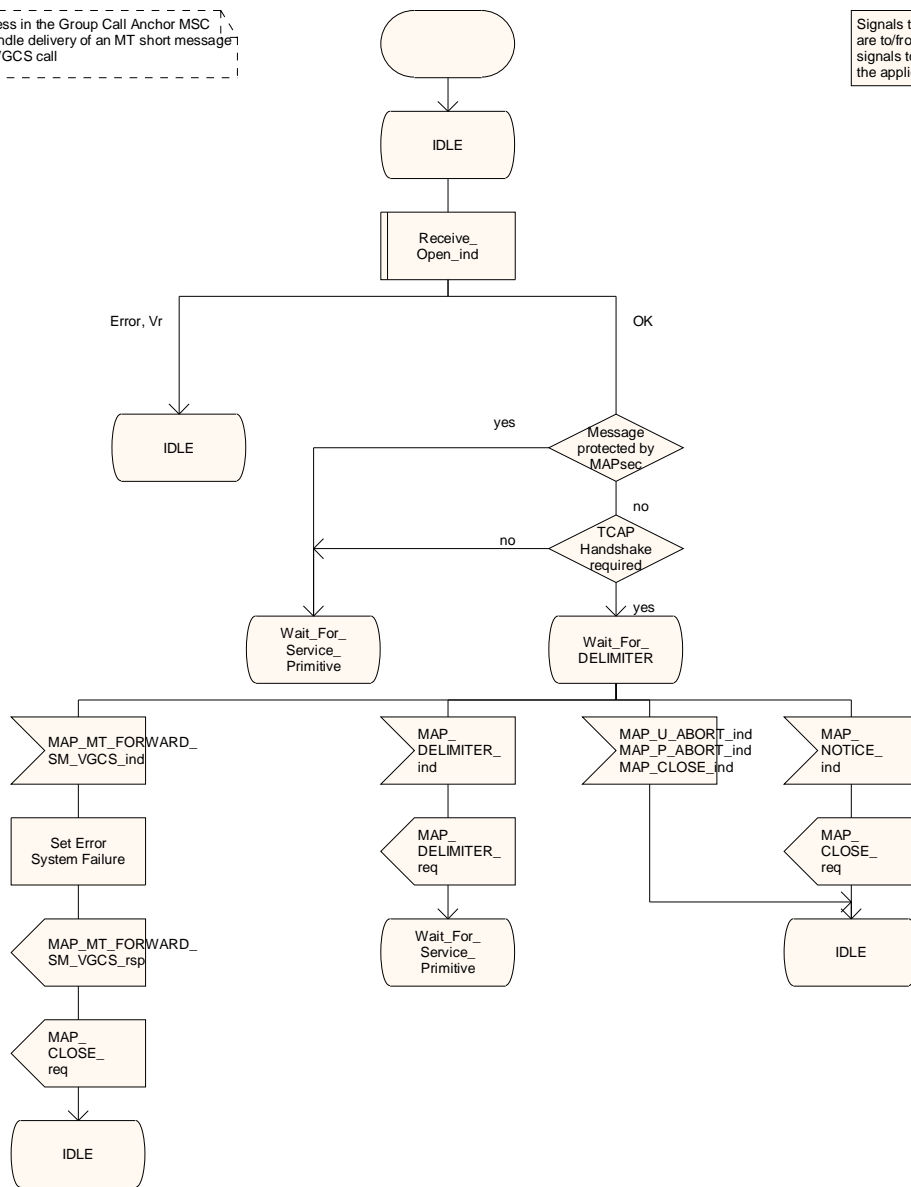 ess in the Group Call Anchor MSC
ndle delivery of an MT short message
VGCS call
Signals t
are to/fro
signals to
the appli
IDLE
Receive_
Open_ind
Error, Vr
OK
IDLE
yes
Message
protected by
MAPsec
no
no
TCAP
Handshake
required
yes
Wait_For_
Service_
Primitive
Wait_For_
DELIMITER
MAP_MT_FORWARD_
SM_VGCS_ind
MAP_
DELIMITER_
ind
MAP_U_ABORT_ind
MAP_P_ABORT_ind
MAP_CLOSE_ind
MAP_
NOTICE_
ind
Set Error
System Failure
MAP_
DELIMITER_
req
MAP_
CLOSE_
req
MAP_MT_FORWARD_
SM_VGCS_rsp
Wait_For_
Service_
Primitive
IDLE
MAP_
CLOSE_
req
IDLE